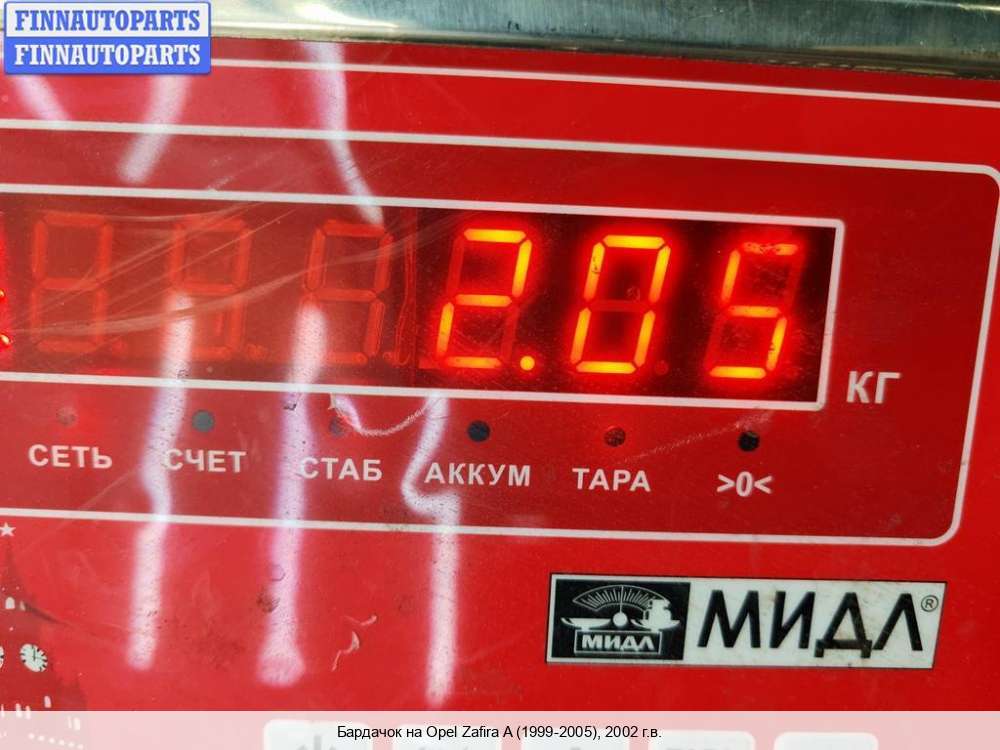 FINNAUTOPARTS
FINNAUTOPARTS
2.05
КГ
СЕТЬ СЧЕТ СТАБ АККУМ ТАРА >0<
МИДЛ МИДЛ®
Бардачок на Opel Zafira A (1999-2005), 2002 г.в.